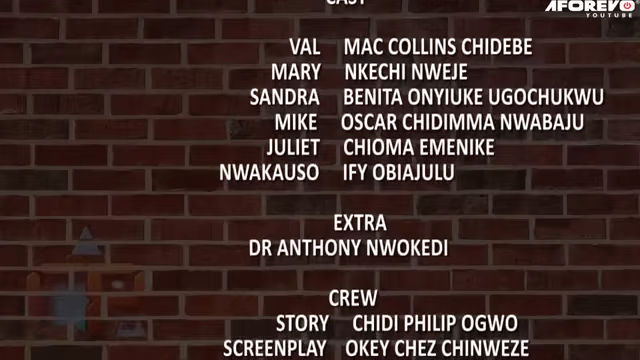 CAST
AFOREVO
YOUTUBE
VAL MAC COLLINS CHIDEBE
MARY NKECHI NWEJE
SANDRA BENITA ONYIUKE UGOCHUKWU
MIKE OSCAR CHIDIMMA NWABAJU
JULIET CHIOMA EMENIKE
NWAKAUSO IFY OBIAJULU
EXTRA
DR ANTHONY NWOKEDI
CREW
STORY CHIDI PHILIP OGWO
SCREENPLAY OKEY CHEZ CHINWEZE